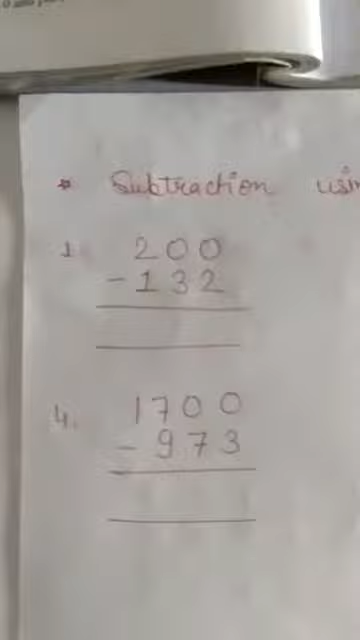 * Subtraction
1. 200
- 132
4. 1700
- 973